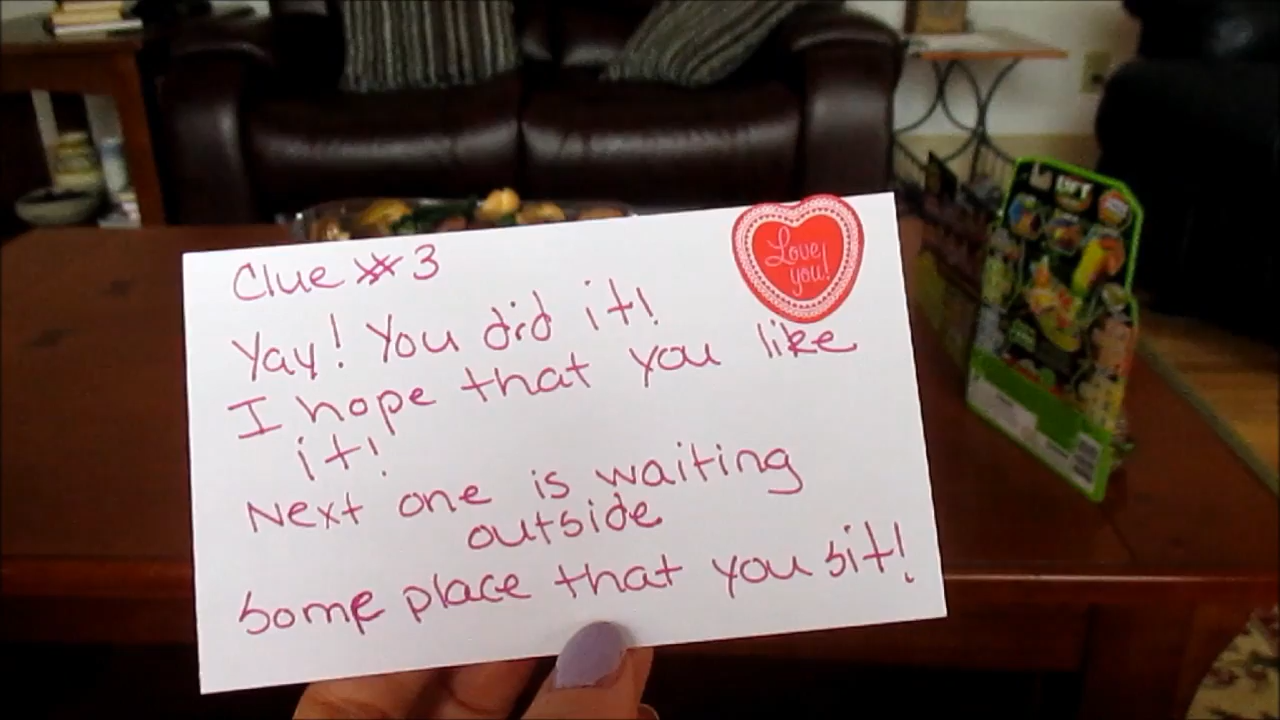 Clue #3
Love you!
Yay! You did it!
I hope that you like
it!
Next one is waiting
outside
Some place that you sit!